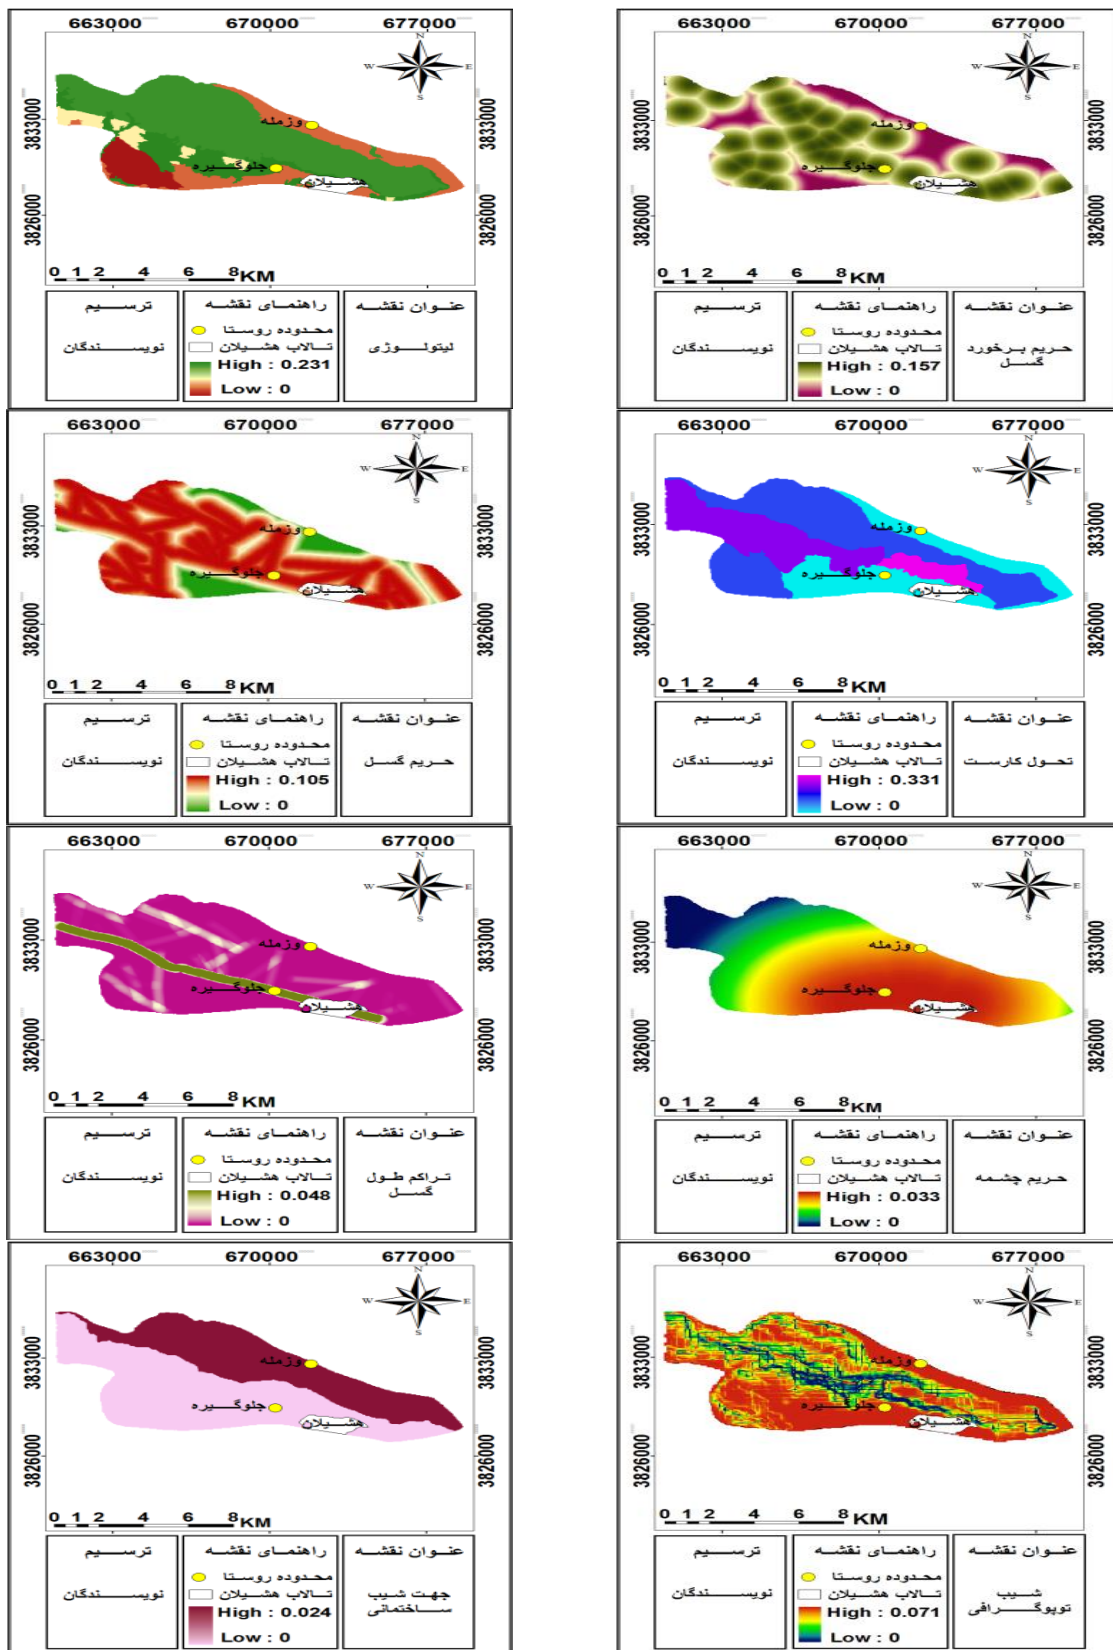 663000 670000 677000
N
W E
S
3833000 3833000
وزمله
چلوگیره
هشیلان
3826000 3826000
0 1 2 4 6 8 KM
عنوان نقشه
لیتولوژی
راهنمای نقشه
محدوده روستا
تالاب هشیلان
High : 0.231
Low : 0
ترسیم
نویسندگان
663000 670000 677000
N
W E
S
3833000 3833000
وزمله
چلوگیره
هشیلان
3826000 3826000
0 1 2 4 6 8 KM
عنوان نقشه
حریم برخورد
گسل
راهنمای نقشه
محدوده روستا
تالاب هشیلان
High : 0.157
Low : 0
ترسیم
نویسندگان
663000 670000 677000
N
W E
S
3833000 3833000
وزمله
چلوگیره
هشیلان
3826000 3826000
0 1 2 4 6 8 KM
عنوان نقشه
حریم گسل
راهنمای نقشه
محدوده روستا
تالاب هشیلان
High : 0.105
Low : 0
ترسیم
نویسندگان
663000 670000 677000
N
W E
S
3833000 3833000
وزمله
چلوگیره
هشیلان
3826000 3826000
0 1 2 4 6 8 KM
عنوان نقشه
تحول کارست
راهنمای نقشه
محدوده روستا
تالاب هشیلان
High : 0.331
Low : 0
ترسیم
نویسندگان
663000 670000 677000
N
W E
S
3833000 3833000
وزمله
چلوگیره
هشیلان
3826000 3826000
0 1 2 4 6 8 KM
عنوان نقشه
تراکم طول
گسل
راهنمای نقشه
محدوده روستا
تالاب هشیلان
High : 0.048
Low : 0
ترسیم
نویسندگان
663000 670000 677000
N
W E
S
3833000 3833000
وزمله
چلوگیره
هشیلان
3826000 3826000
0 1 2 4 6 8 KM
عنوان نقشه
حریم چشمه
راهنمای نقشه
محدوده روستا
تالاب هشیلان
High : 0.033
Low : 0
ترسیم
نویسندگان
663000 670000 677000
N
W E
S
3833000 3833000
وزمله
چلوگیره
هشیلان
3826000 3826000
0 1 2 4 6 8 KM
عنوان نقشه
جهت شیب
ساختمانی
راهنمای نقشه
محدوده روستا
تالاب هشیلان
High : 0.024
Low : 0
ترسیم
نویسندگان
663000 670000 677000
N
W E
S
3833000 3833000
وزمله
چلوگیره
هشیلان
3826000 3826000
0 1 2 4 6 8 KM
عنوان نقشه
شیب
توپوگرافی
راهنمای نقشه
محدوده روستا
تالاب هشیلان
High : 0.071
Low : 0
ترسیم
نویسندگان